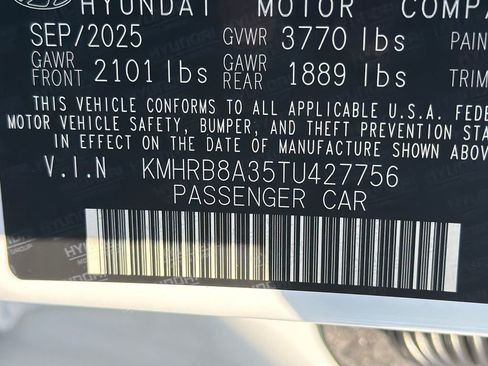 HYUNDAI MOTOR COMPA
SEP/2025 GVWR 3770 lbs PAIN
GAWR FRONT 2101 lbs GAWR REAR 1889 lbs TRIM
THIS VEHICLE CONFORMS TO ALL APPLICABLE U.S.A. FEDE
MOTOR VEHICLE SAFETY, BUMPER, AND THEFT PREVENTION STA
IN EFFECT ON THE DATE OF MANUFACTURE SHOWN ABOVE
V.I.N KMHRB8A35TU427756
PASSENGER CAR